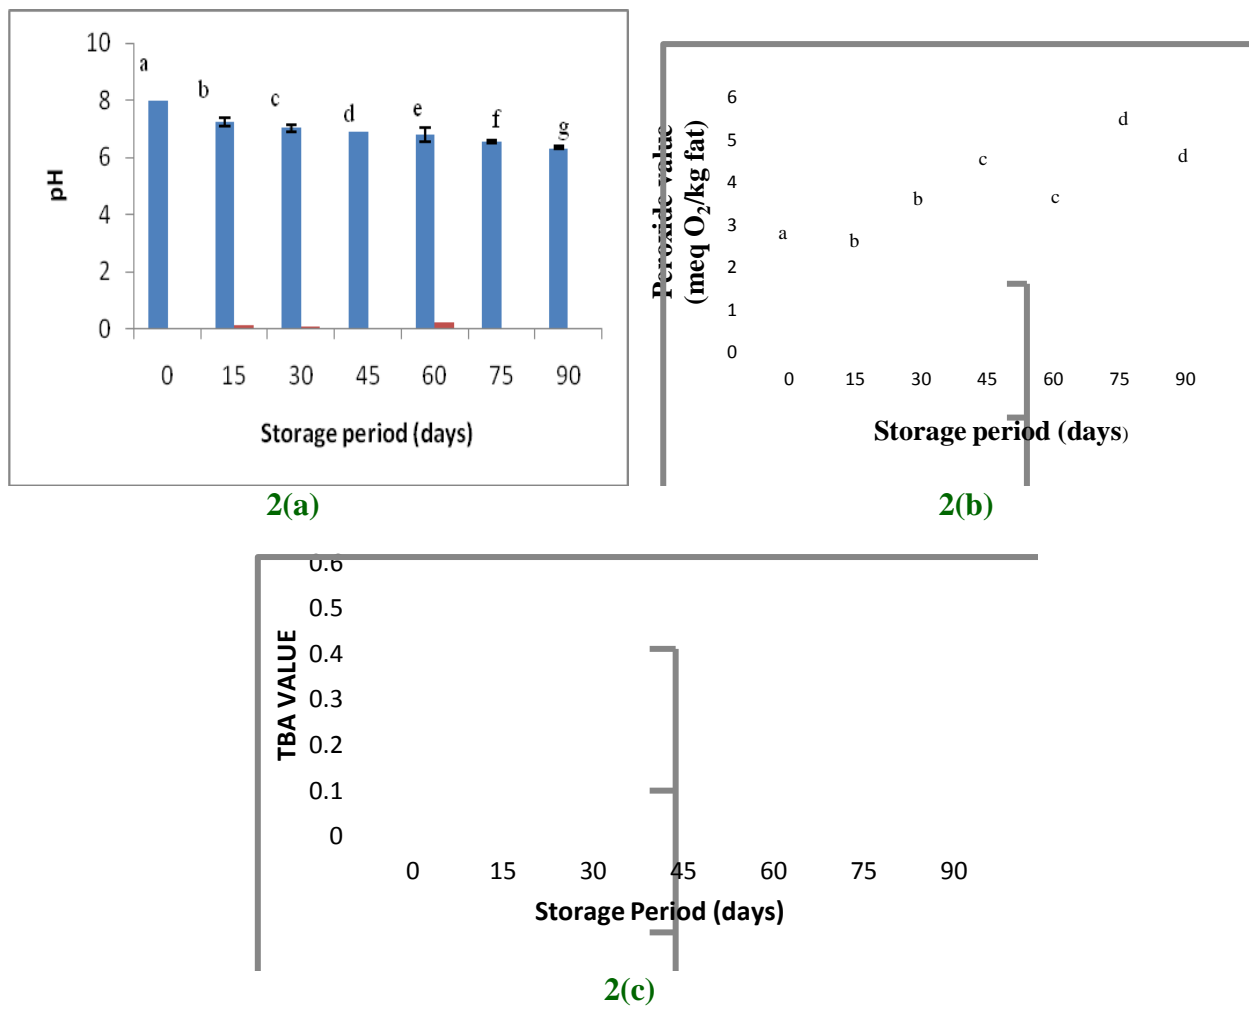 10
8
6
4
2
0
pH
a
b
c
d
e
f
g
0 15 30 45 60 75 90
Storage period (days)
2(a)
Peroxide value
(meq O₂/kg fat)
6
5
4
3
2
1
0
a
b
b
c
c
d
d
0 15 30 45 60 75 90
Storage period (days)
2(b)
TBA VALUE
0.6
0.5
0.4
0.3
0.2
0.1
0
0 15 30 45 60 75 90
Storage Period (days)
2(c)